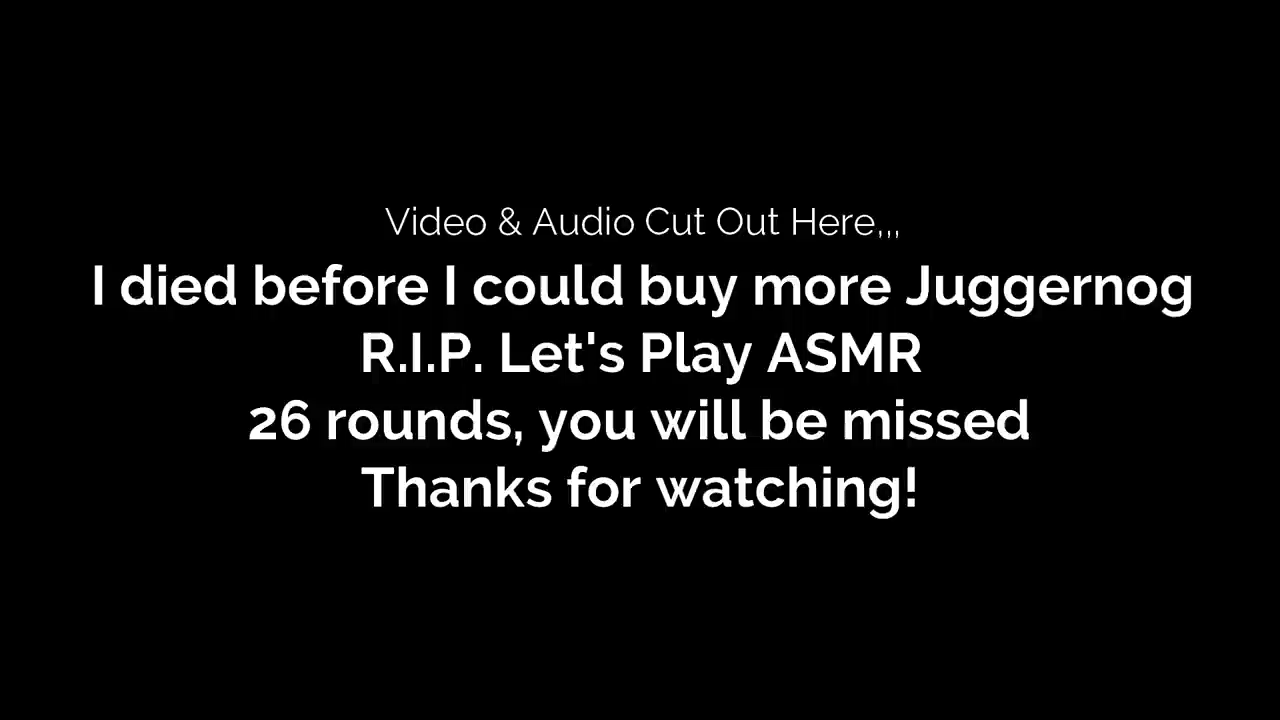 Video & Audio Cut Out Here,,,
I died before I could buy more Juggernog
R.I.P. Let's Play ASMR
26 rounds, you will be missed
Thanks for watching!